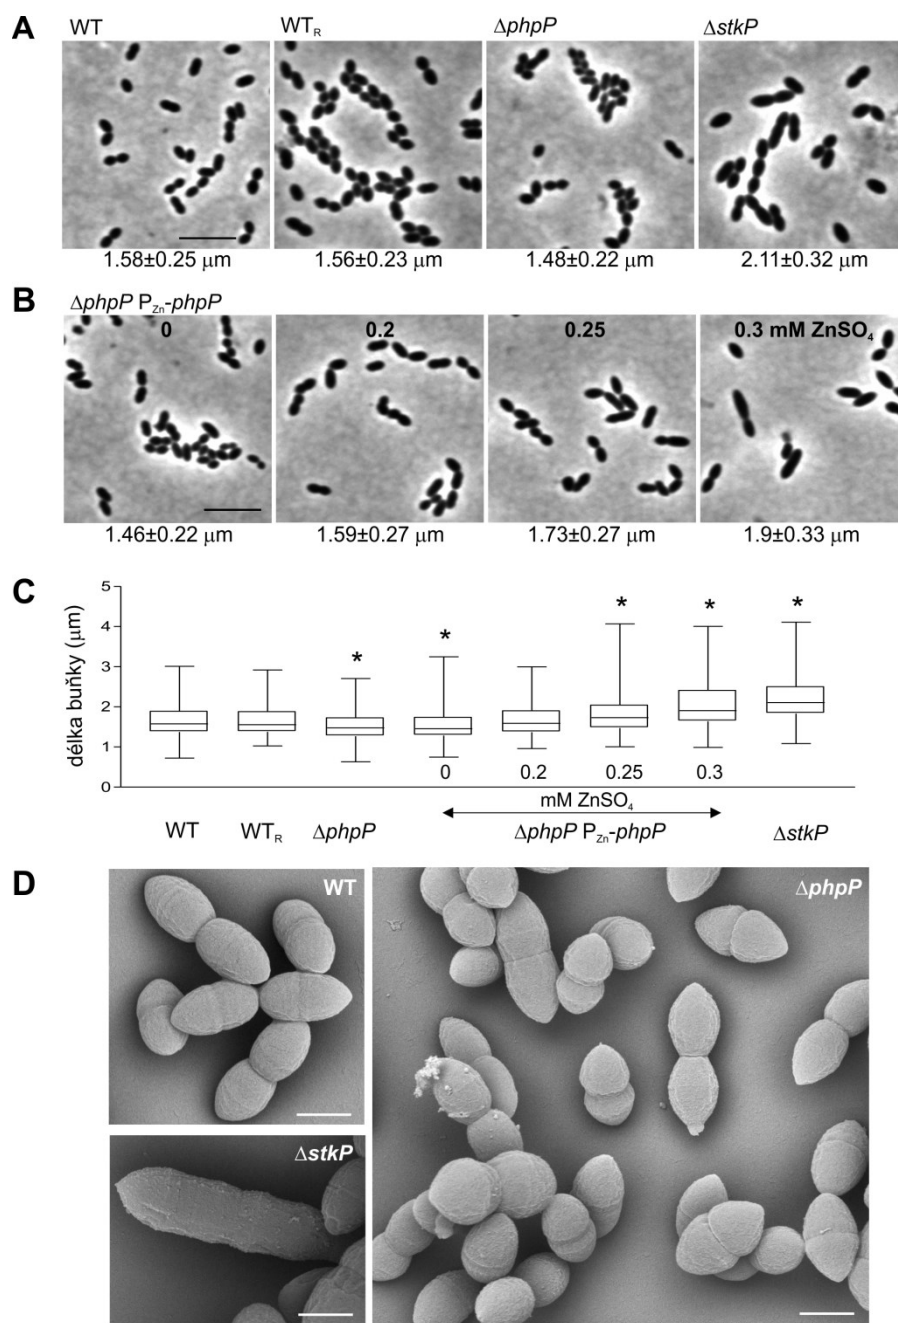 A
WT
WT_R
ΔphpP
ΔstkP
1.58±0.25 μm
1.56±0.23 μm
1.48±0.22 μm
2.11±0.32 μm
B
ΔphpP P_Zn-phpP
0
0.2
0.25
0.3 mM ZnSO₄
1.46±0.22 μm
1.59±0.27 μm
1.73±0.27 μm
1.9±0.33 μm
C
délka buňky (μm)
5
4
3
2
1
0
* * * * *
0 0.2 0.25 0.3
mM ZnSO₄
WT WT_R ΔphpP ΔphpP P_Zn-phpP ΔstkP
D
WT
ΔphpP
ΔstkP